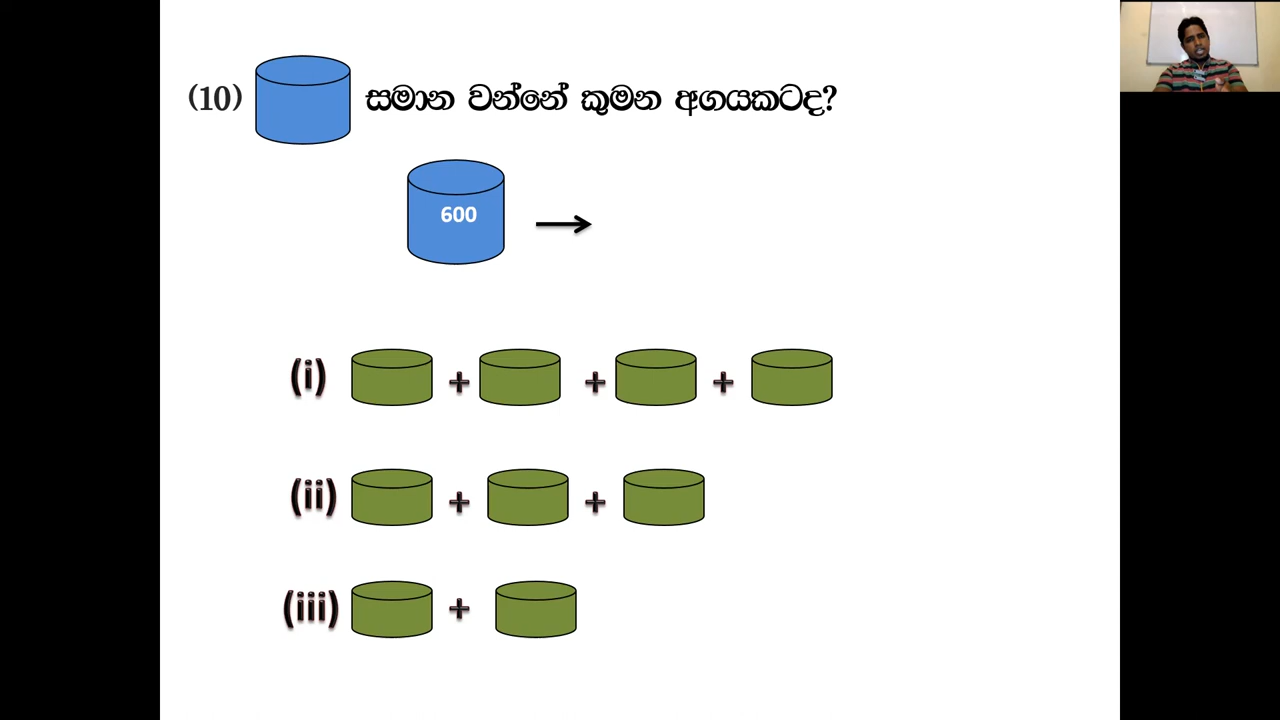 (10) සමාන වන්නේ කුමන අගයකටද?
600 →
(i) + + +
(ii) + +
(iii) +